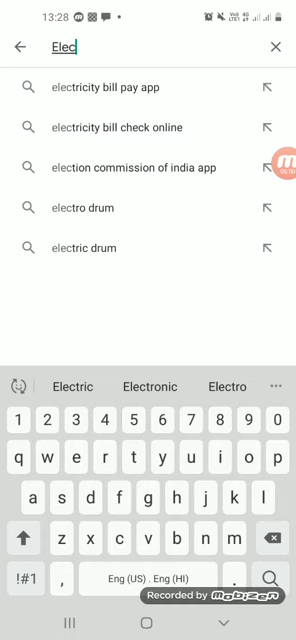 13:28
Elec
electricity bill pay app
electricity bill check online
election commission of india app
electro drum
electric drum
Electric Electronic Electro
1 2 3 4 5 6 7 8 9 0
q w e r t y u i o p
a s d f g h j k l
z x c v b n m
!#1 , Eng (US) . Eng (HI) .
Recorded by mobizen